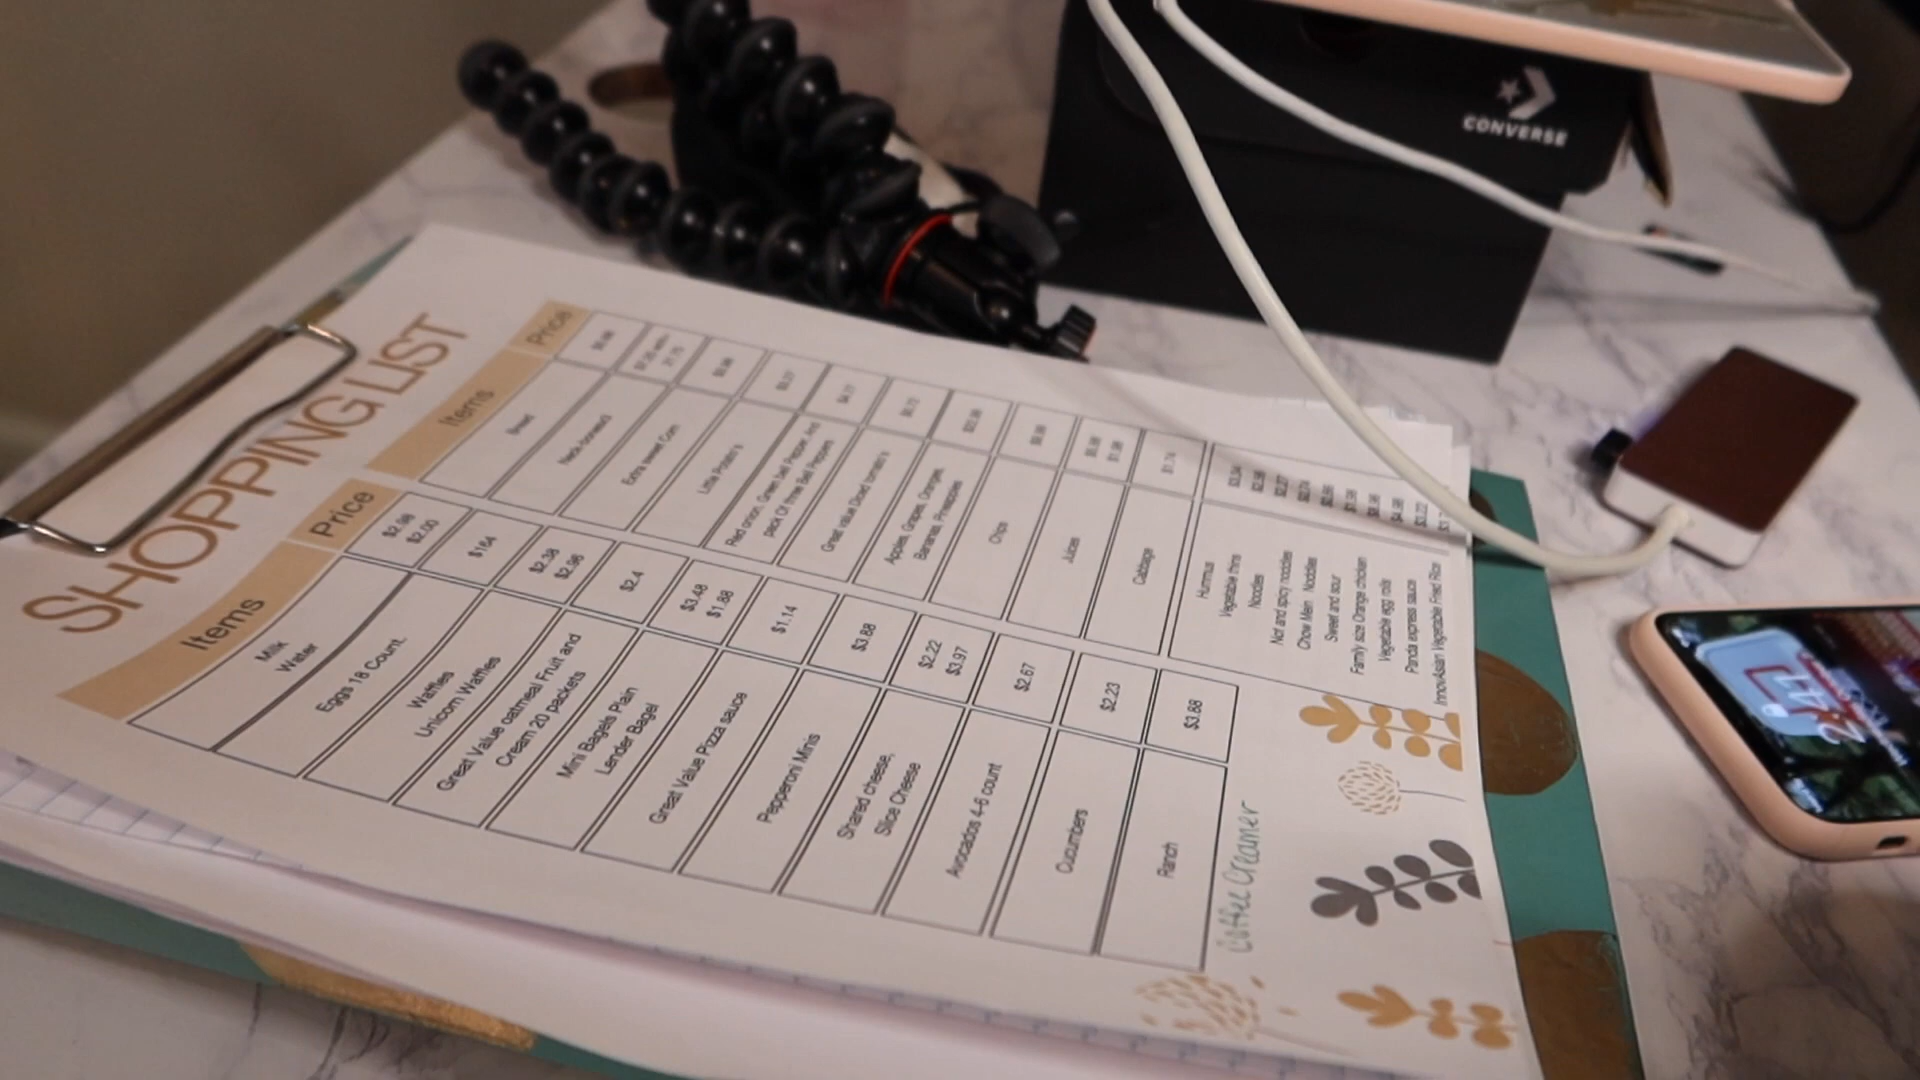 SHOPPING LIST
Items
Price
Milk
Water
$2.98
$2.00
Eggs 18 Count.
$164
Waffles
Unicorn Waffles
$2.38
$2.96
Great Value oatmeal Fruit and
Cream 20 packets
$2.4
Mini Bagels Plain
Lender Bagel
$3.48
$1.88
Great Value Pizza sauce
$1.14
Pepperoni Minis
$3.88
Shared cheese,
Slice Cheese
$2.22
$3.97
Avocados 4-6 count
$2.67
Cucumbers
$2.23
Ranch
$3.88
Items
Price
Bread
Extra sweet Corn
Little Potato's
Red onion, Green bell Pepper, And
pack Of three Bell Peppers
Great value Diced tomato's
Apples, Grapes, Oranges,
Bananas, Pineapples
Chips
Juices
Cabbage
$1.74
Hummus
Vegetable thins
Noodles
Hot and spicy noodles
Chow Mein Noodles
Sweet and sour
Family size Orange chicken
Vegetable egg rolls
Panda express sauce
InnovAsian Vegetable Fried Rice
Coffee Creamer
CONVERSE